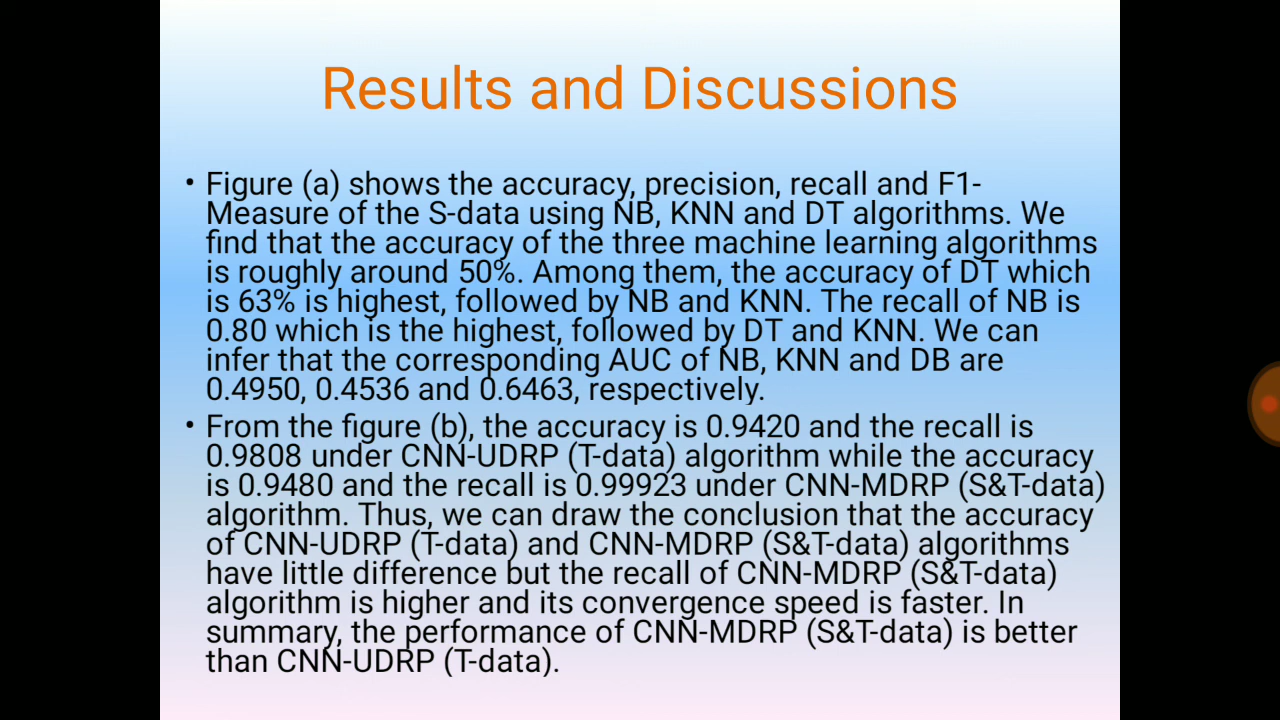 Results and Discussions
• Figure (a) shows the accuracy, precision, recall and F1-
Measure of the S-data using NB, KNN and DT algorithms. We
find that the accuracy of the three machine learning algorithms
is roughly around 50%. Among them, the accuracy of DT which
is 63% is highest, followed by NB and KNN. The recall of NB is
0.80 which is the highest, followed by DT and KNN. We can
infer that the corresponding AUC of NB, KNN and DB are
0.4950, 0.4536 and 0.6463, respectively.
• From the figure (b), the accuracy is 0.9420 and the recall is
0.9808 under CNN-UDRP (T-data) algorithm while the accuracy
is 0.9480 and the recall is 0.99923 under CNN-MDRP (S&T-data)
algorithm. Thus, we can draw the conclusion that the accuracy
of CNN-UDRP (T-data) and CNN-MDRP (S&T-data) algorithms
have little difference but the recall of CNN-MDRP (S&T-data)
algorithm is higher and its convergence speed is faster. In
summary, the performance of CNN-MDRP (S&T-data) is better
than CNN-UDRP (T-data).